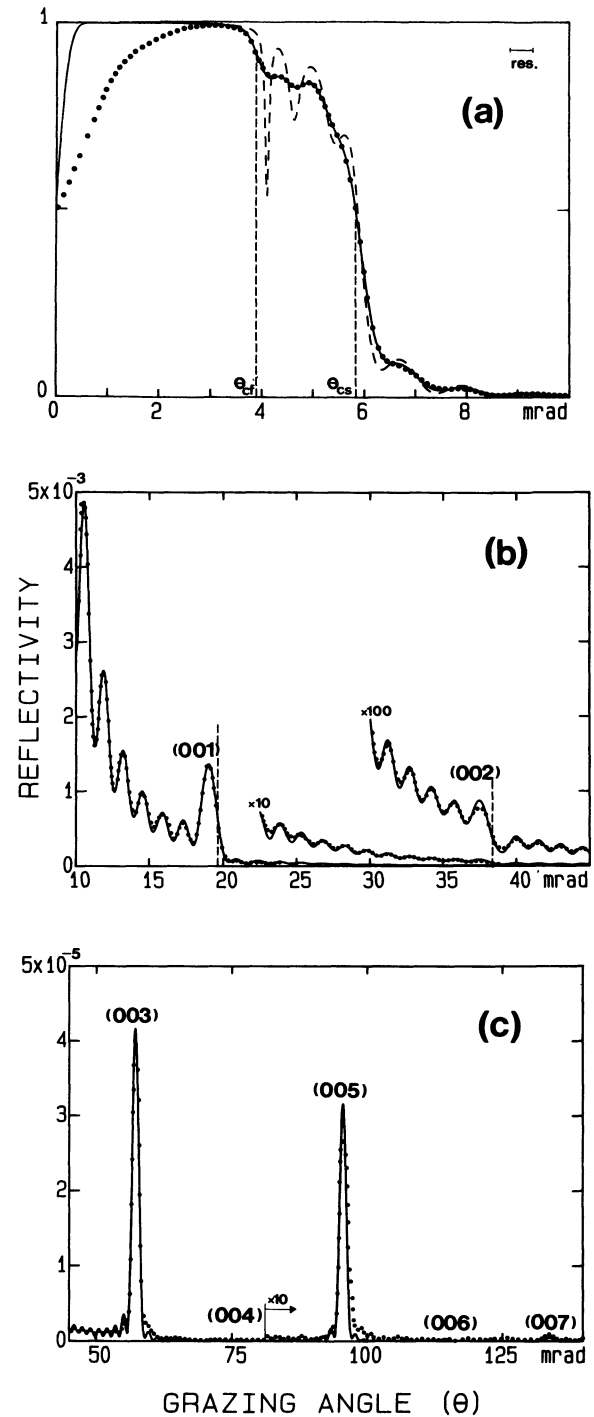 1
res.
(a)
θcf
θcs
0
0 2 4 6 8 mrad
5x10-3
(b)
4
3
2
1
0
×100
(001)
(002)
×10
10 15 20 25 30 35 40 mrad
REFLECTIVITY
5x10-5
(003)
(c)
4
3
2
1
0
(005)
(004)
×10
(006)
(007)
50 75 100 125 mrad
GRAZING ANGLE (θ)